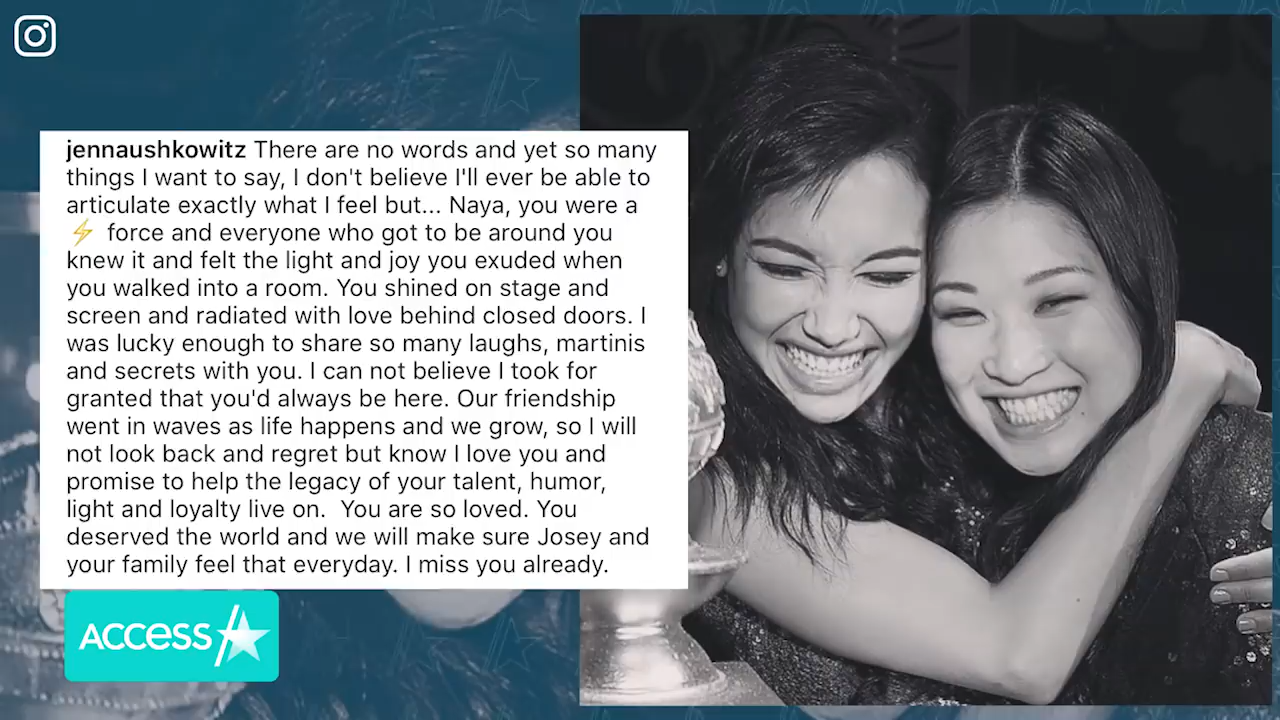 jennaushkowitz There are no words and yet so many
things I want to say, I don't believe I'll ever be able to
articulate exactly what I feel but... Naya, you were a
⚡ force and everyone who got to be around you
knew it and felt the light and joy you exuded when
you walked into a room. You shined on stage and
screen and radiated with love behind closed doors. I
was lucky enough to share so many laughs, martinis
and secrets with you. I can not believe I took for
granted that you'd always be here. Our friendship
went in waves as life happens and we grow, so I will
not look back and regret but know I love you and
promise to help the legacy of your talent, humor,
light and loyalty live on.  You are so loved. You
deserved the world and we will make sure Josey and
your family feel that everyday. I miss you already.
access